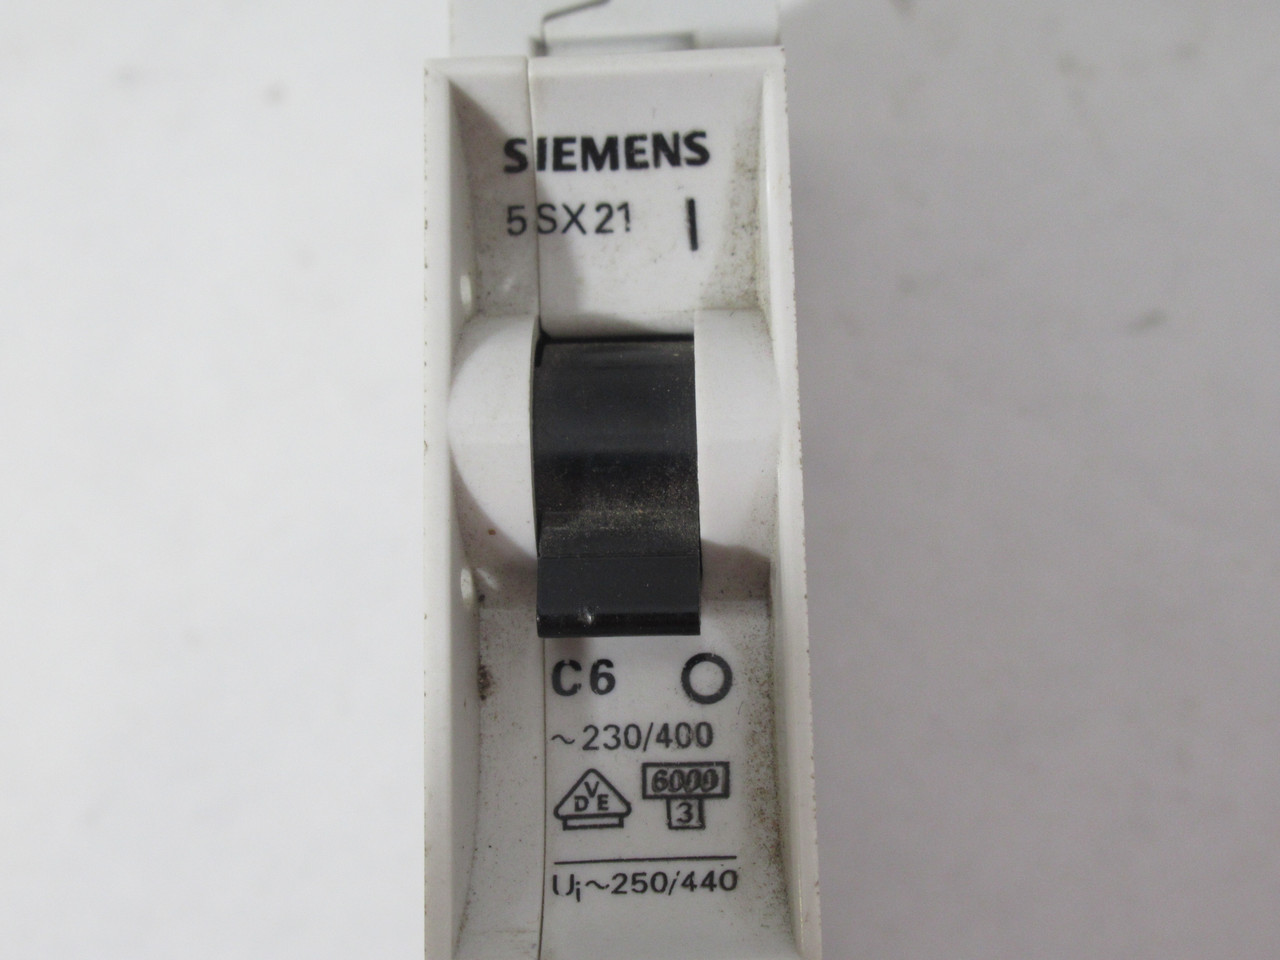 SIEMENS
5SX21 I
C6 O
~230/400
VDE 6000
3
Ui~250/440